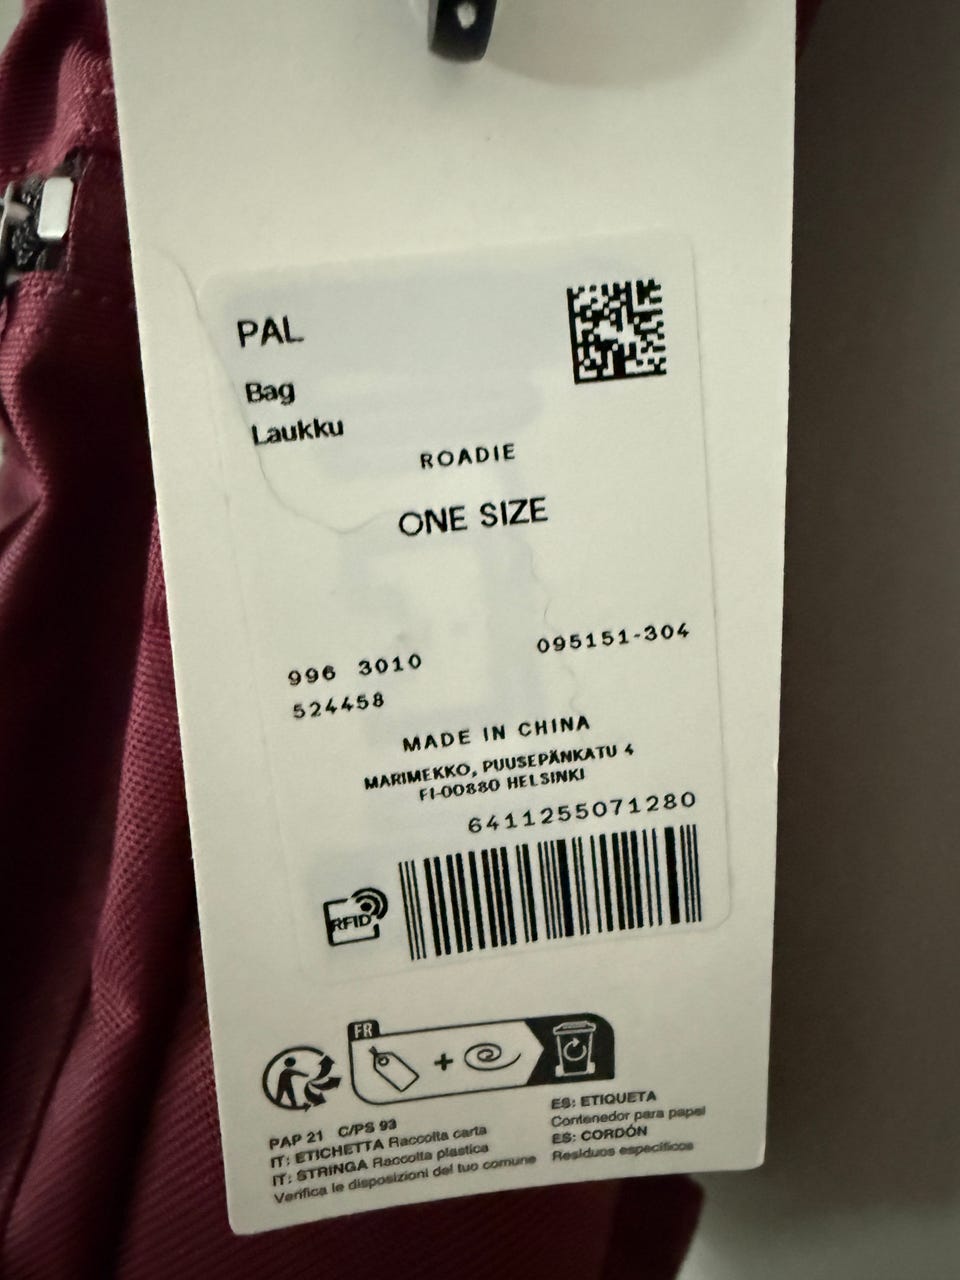 PAL
Bag
Laukku
ROADIE
ONE SIZE
996 3010 095151-304
524458
MADE IN CHINA
MARIMEKKO, PUUSEPÄNKATU 4
FI-00880 HELSINKI
6411255071280
RFID
FR
PAP 21 C/PS 93
IT: ETICHETTA Raccolta carta
IT: STRINGA Raccolta plastica
Verifica le disposizioni del tuo comune
ES: ETIQUETA
Contenedor para papel
ES: CORDÓN
Residuos específicos